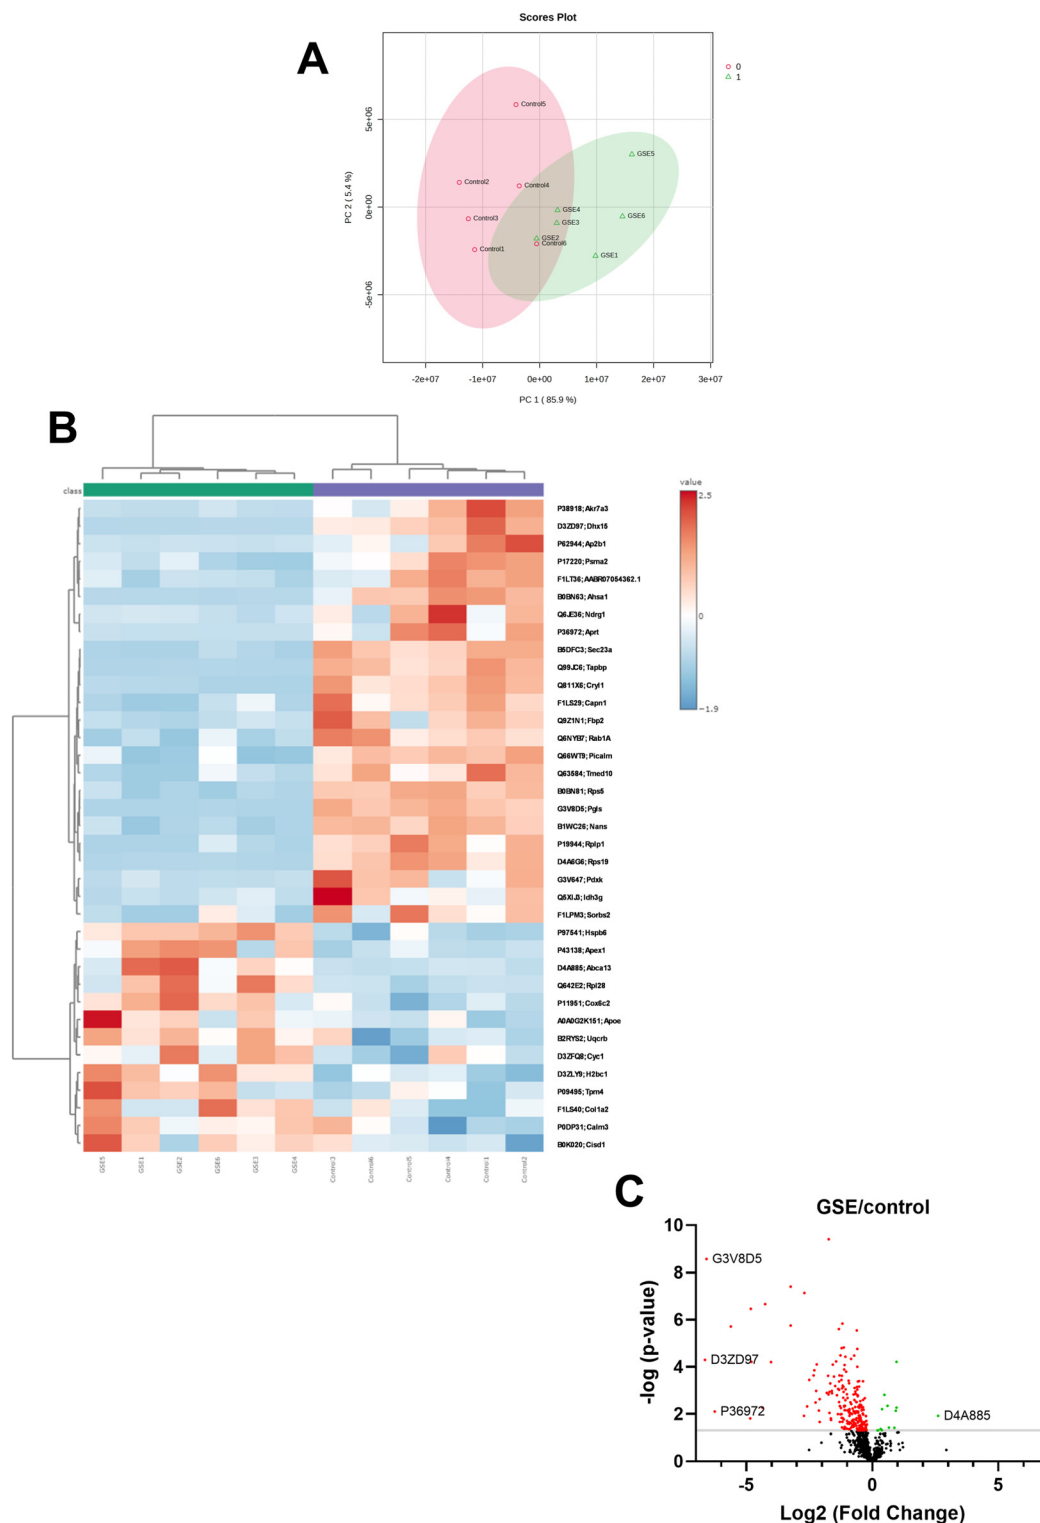 A
Scores Plot
0
1
Control5
GSE5
Control2
Control4
GSE4
GSE6
Control3
GSE3
GSE2
Control6
Control1
GSE1
5e+06
0e+00
-5e+06
PC 2 ( 5.4 %)
-2e+07 -1e+07 0e+00 1e+07 2e+07 3e+07
PC 1 ( 85.9 %)
B
class
value
2.5
0
−1.9
P38918; Akr7a3
D3ZD97; Dhx15
P62944; Ap2b1
P17220; Psma2
F1LT36; AABR07054362.1
B0BN63; Ahsa1
Q6JE36; Ndrg1
P36972; Aprt
B5DFC3; Sec23a
Q99JC6; Tapbp
Q811X6; Cryl1
F1LS29; Capn1
Q9Z1N1; Fbp2
Q6NYB7; Rab1A
Q66WT9; Picalm
Q63584; Tmed10
B0BN81; Rps5
G3V8D5; Pgls
B1WC26; Nans
P19944; Rplp1
D4A6G6; Rps19
G3V647; Pdxk
Q5XIJ3; Idh3g
F1LPM3; Sorbs2
P97541; Hspb6
P43138; Apex1
D4A885; Abca13
Q642E2; Rpl28
P11951; Cox6c2
A0A0G2K151; Apoe
B2RYS2; Uqcrb
D3ZFQ8; Cyc1
D3ZLY9; H2bc1
P09495; Tpm4
F1LS40; Col1a2
P0DP31; Calm3
B0K020; Cisd1
GSE5 GSE1 GSE2 GSE6 GSE3 GSE4 Control3 Control6 Control5 Control4 Control1 Control2
C
GSE/control
10
8
6
4
2
0
-log (p-value)
G3V8D5
D3ZD97
P36972
D4A885
-5 0 5
Log2 (Fold Change)